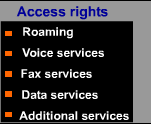 Access rights
Roaming
Voice services
Fax services
Data services
Additional services